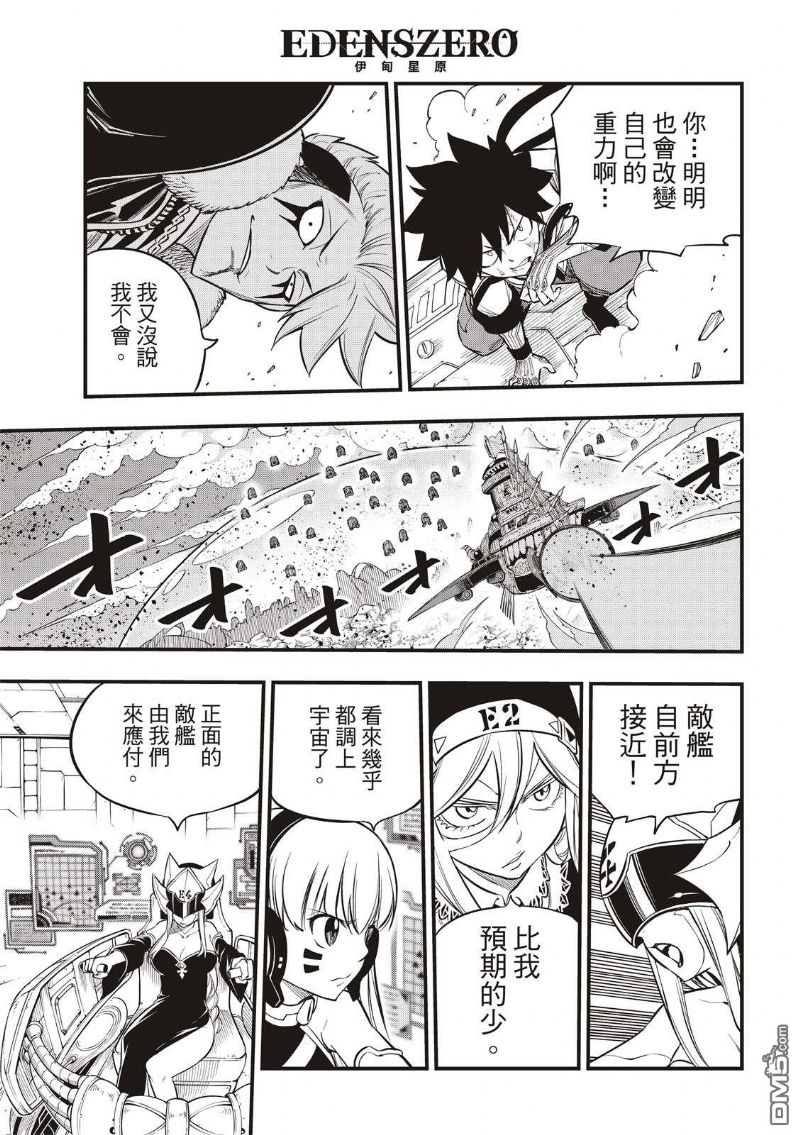 EDENSZERO
伊甸星原
你…明明
也會改變
自己的
重力啊…
我又沒說
我不會。
敵艦
自前方
接近！
E2
比我
預期的少。
看來幾乎
都調上
宇宙了。
正面的
敵艦
由我們
來應付。
E4
DM5.com